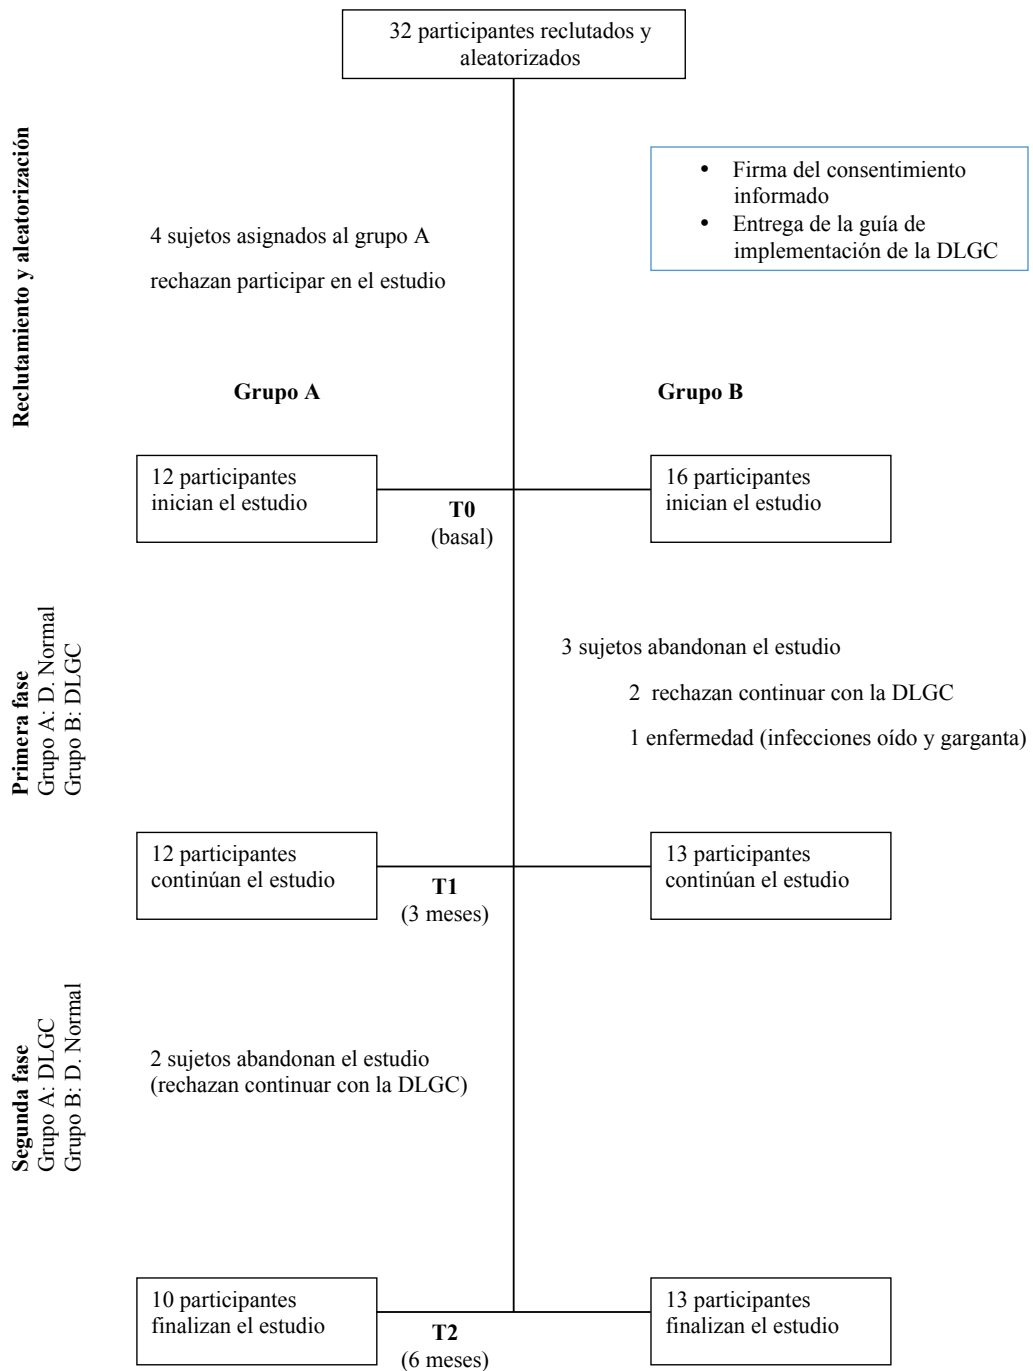 32 participantes reclutados y
aleatorizados
Reclutamiento y aleatorización
• Firma del consentimiento
informado
• Entrega de la guía de
implementación de la DLGC
4 sujetos asignados al grupo A
rechazan participar en el estudio
Grupo A
Grupo B
12 participantes
inician el estudio
T0
(basal)
16 participantes
inician el estudio
Primera fase
Grupo A: D. Normal
Grupo B: DLGC
3 sujetos abandonan el estudio
2 rechazan continuar con la DLGC
1 enfermedad (infecciones oído y garganta)
12 participantes
continúan el estudio
T1
(3 meses)
13 participantes
continúan el estudio
Segunda fase
Grupo A: DLGC
Grupo B: D. Normal
2 sujetos abandonan el estudio
(rechazan continuar con la DLGC)
10 participantes
finalizan el estudio
T2
(6 meses)
13 participantes
finalizan el estudio